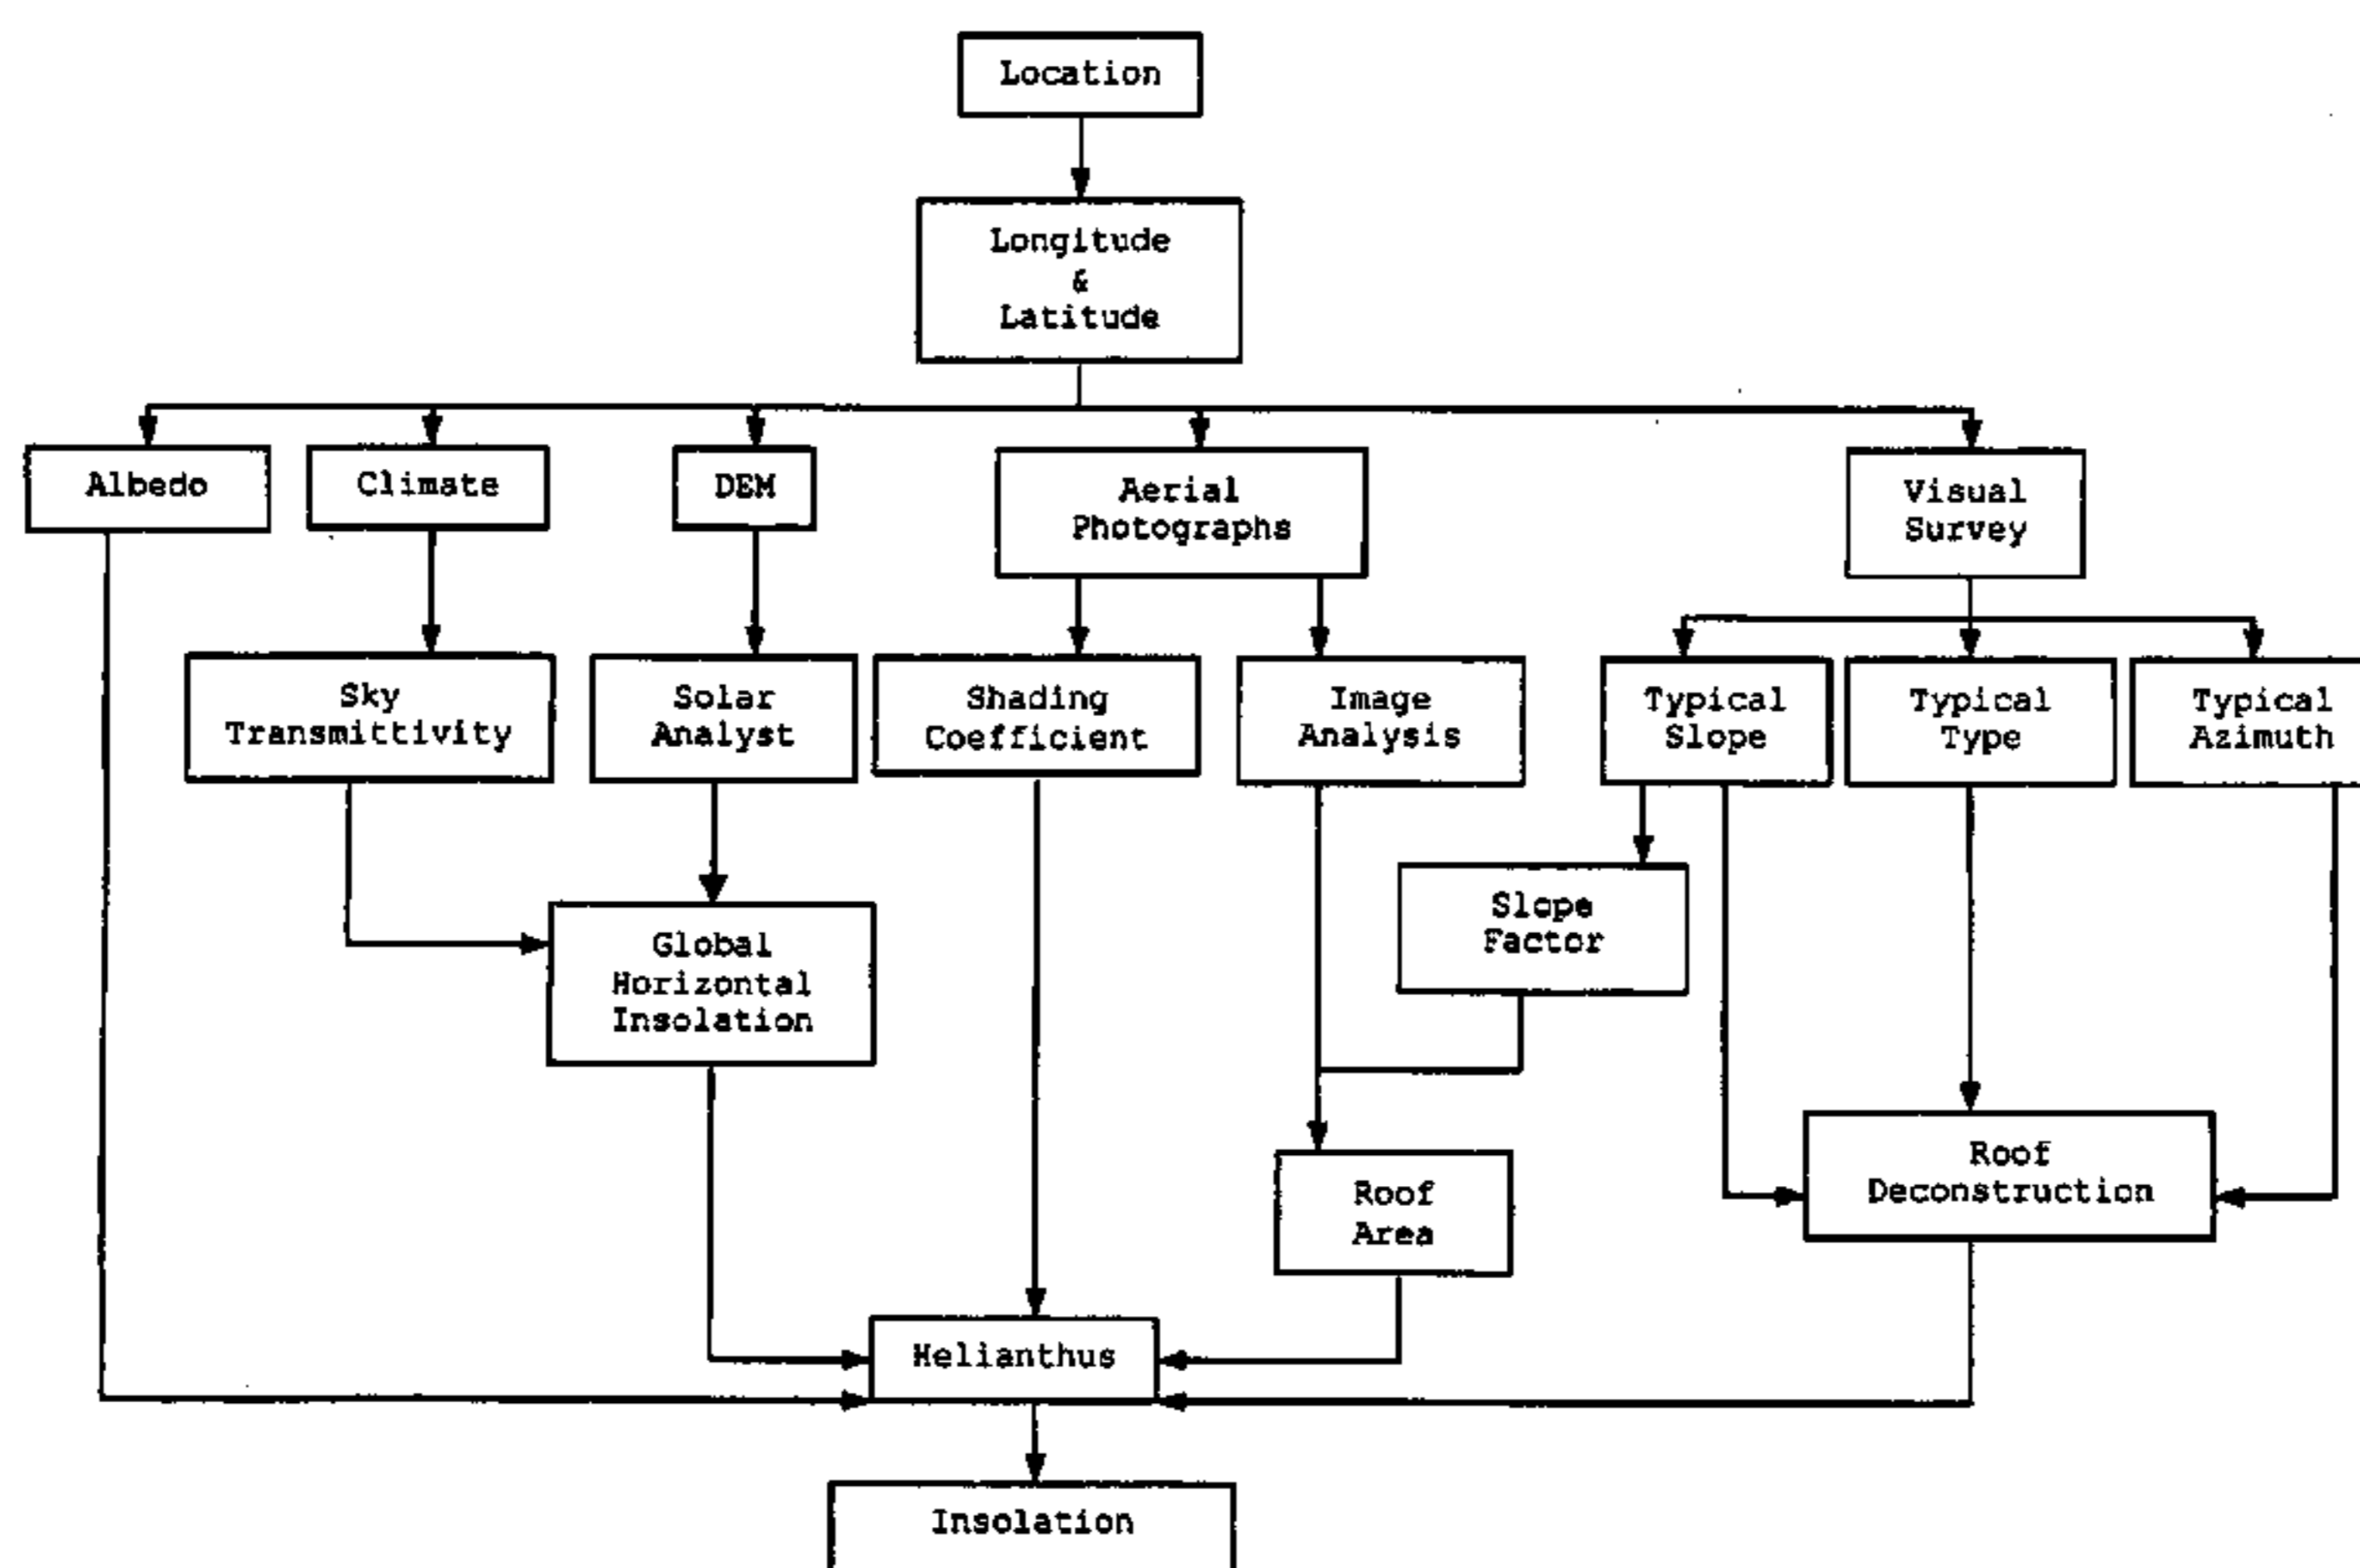 Location
Longitude
&
Latitude
Albedo
Climate
DEM
Aerial
Photographs
Visual
Survey
Sky
Transmittivity
Solar
Analyst
Shading
Coefficient
Image
Analysis
Typical
Slope
Typical
Type
Typical
Azimuth
Slope
Factor
Global
Horizontal
Insolation
Roof
Deconstruction
Roof
Area
Helianthus
Insolation